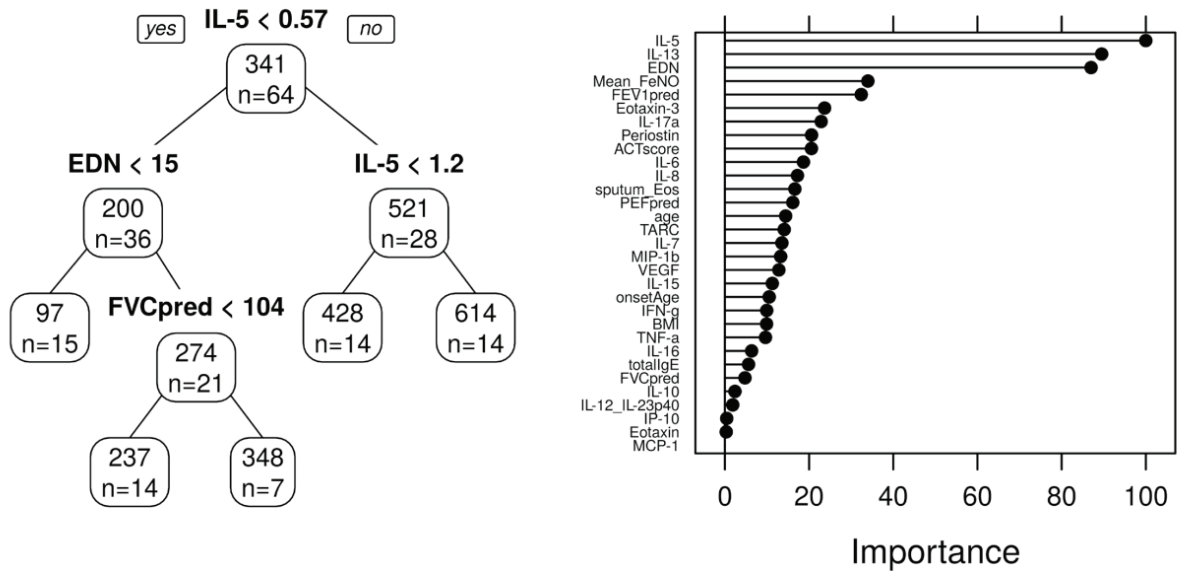 yes IL-5 < 0.57 no
341
n=64
EDN < 15
IL-5 < 1.2
200
n=36
521
n=28
97
n=15
FVCpred < 104
428
n=14
614
n=14
274
n=21
237
n=14
348
n=7
IL-5
IL-13
EDN
Mean_FeNO
FEV1pred
Eotaxin-3
IL-17a
Periostin
ACTscore
IL-6
IL-8
sputum_Eos
PEFpred
age
TARC
IL-7
MIP-1b
VEGF
IL-15
onsetAge
IFN-g
BMI
TNF-a
IL-16
totalIgE
FVCpred
IL-10
IL-12_IL-23p40
IP-10
Eotaxin
MCP-1
0 20 40 60 80 100
Importance